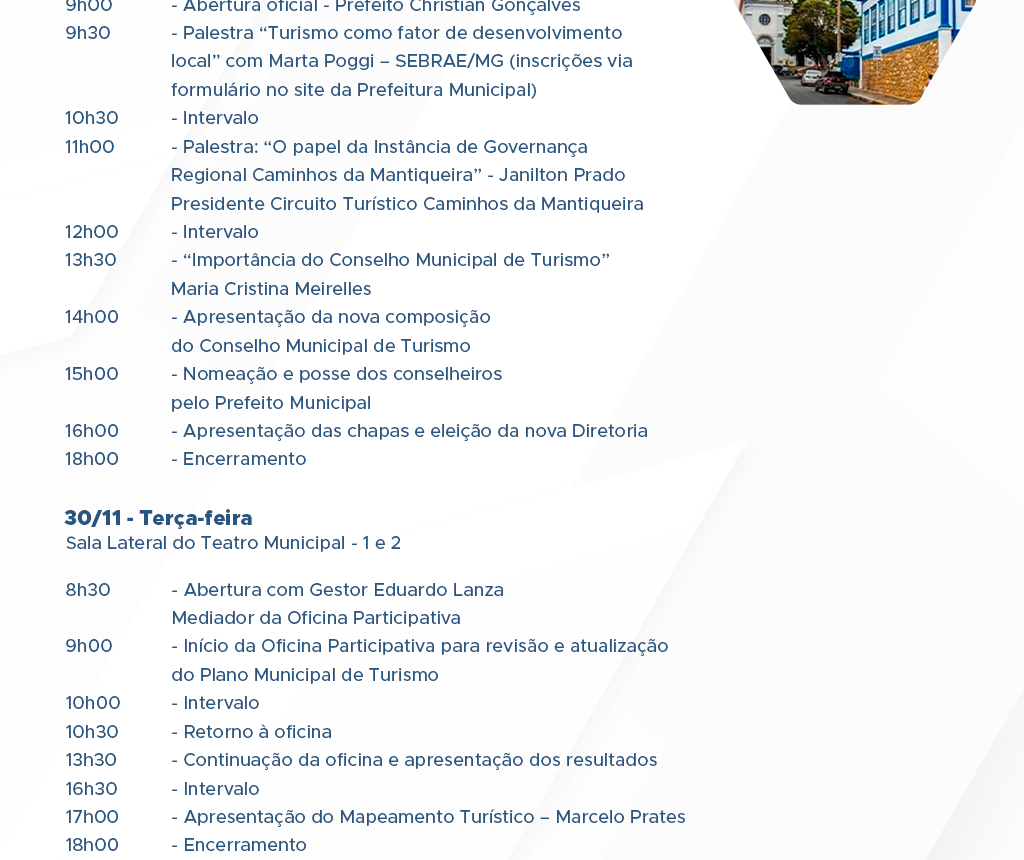 9h00 - Abertura oficial - Prefeito Christian Gonçalves
9h30 - Palestra “Turismo como fator de desenvolvimento
local” com Marta Poggi – SEBRAE/MG (inscrições via
formulário no site da Prefeitura Municipal)
10h30 - Intervalo
11h00 - Palestra: “O papel da Instância de Governança
Regional Caminhos da Mantiqueira” - Janilton Prado
Presidente Circuito Turístico Caminhos da Mantiqueira
12h00 - Intervalo
13h30 - “Importância do Conselho Municipal de Turismo”
Maria Cristina Meirelles
14h00 - Apresentação da nova composição
do Conselho Municipal de Turismo
15h00 - Nomeação e posse dos conselheiros
pelo Prefeito Municipal
16h00 - Apresentação das chapas e eleição da nova Diretoria
18h00 - Encerramento
30/11 - Terça-feira
Sala Lateral do Teatro Municipal - 1 e 2
8h30 - Abertura com Gestor Eduardo Lanza
Mediador da Oficina Participativa
9h00 - Início da Oficina Participativa para revisão e atualização
do Plano Municipal de Turismo
10h00 - Intervalo
10h30 - Retorno à oficina
13h30 - Continuação da oficina e apresentação dos resultados
16h30 - Intervalo
17h00 - Apresentação do Mapeamento Turístico – Marcelo Prates
18h00 - Encerramento